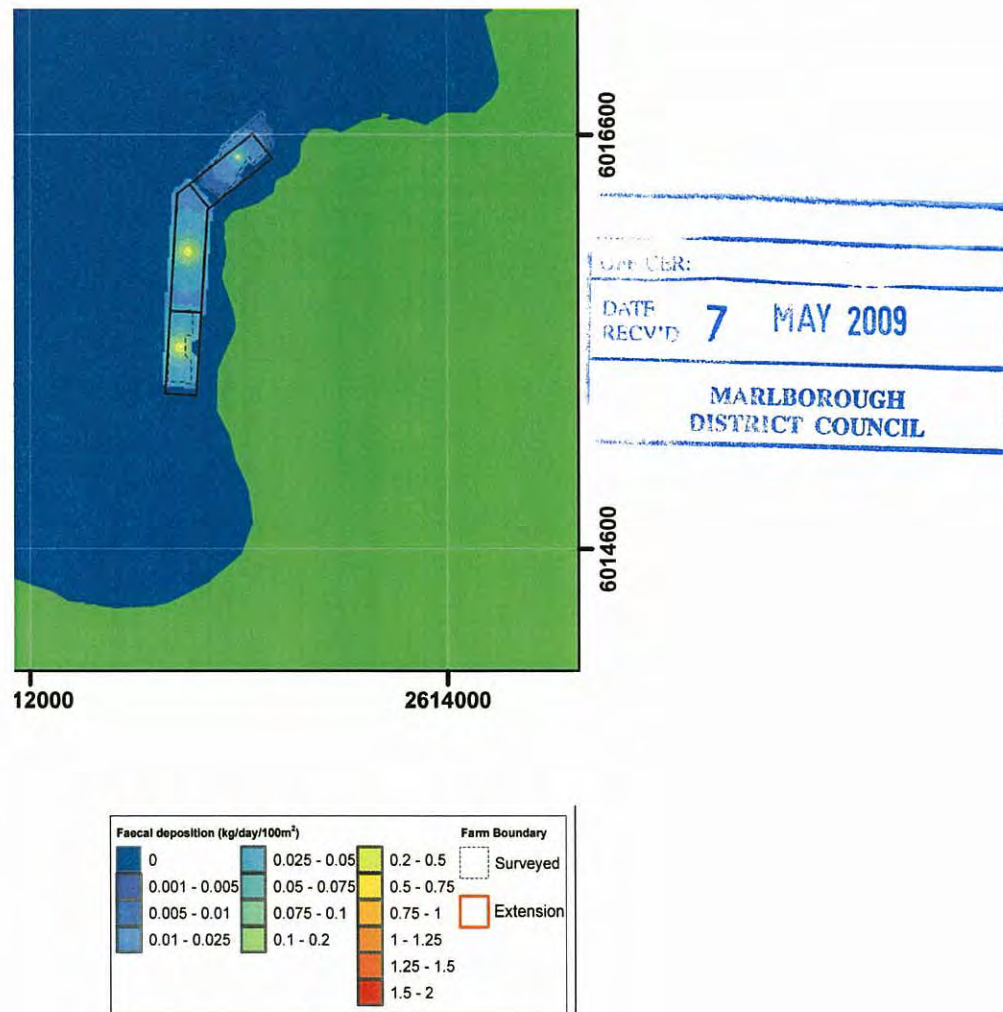 6016600
OFFICER:
DATE
RECV'D 7 MAY 2009
MARLBOROUGH
DISTRICT COUNCIL
6014600
12000
2614000
Faecal deposition (kg/day/100m²)
Farm Boundary
0
0.001 - 0.005
0.005 - 0.01
0.01 - 0.025
0.025 - 0.05
0.05 - 0.075
0.075 - 0.1
0.1 - 0.2
0.2 - 0.5
0.5 - 0.75
0.75 - 1
1 - 1.25
1.25 - 1.5
1.5 - 2
Surveyed
Extension